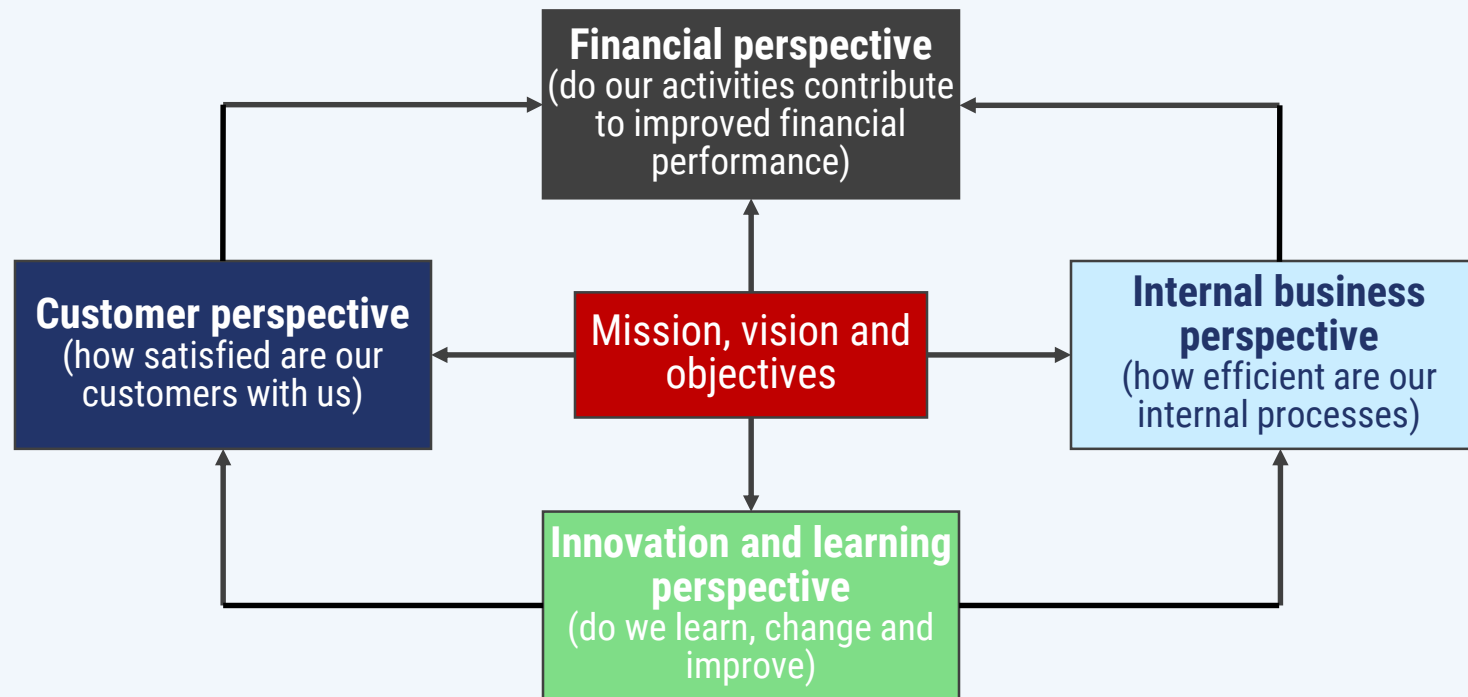 Financial perspective
(do our activities contribute
to improved financial
performance)
Customer perspective
(how satisfied are our
customers with us)
Mission, vision and
objectives
Internal business
perspective
(how efficient are our
internal processes)
Innovation and learning
perspective
(do we learn, change and
improve)